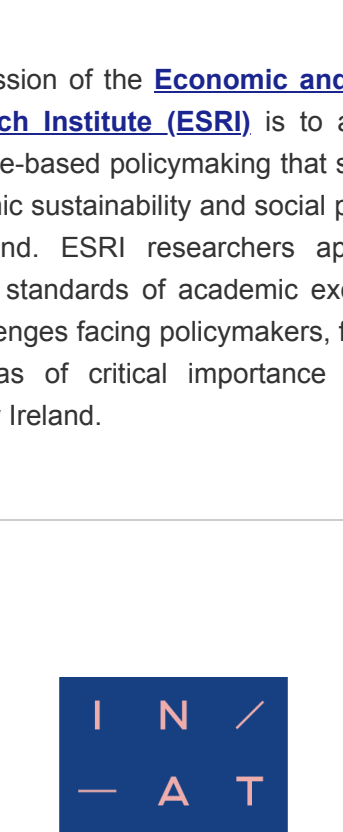 ssion of the Economic and
ch Institute (ESRI) is to a
e-based policymaking that s
ic sustainability and social p
nd. ESRI researchers ap
standards of academic exc
enges facing policymakers, f
as of critical importance
Ireland.
I N /
— A T